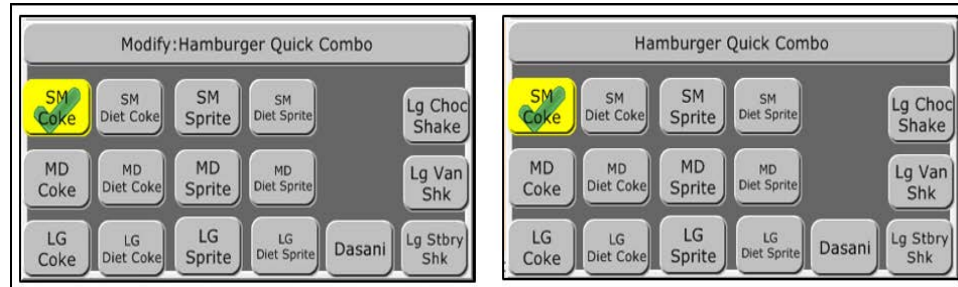 Modify:Hamburger Quick Combo
SM
Coke
SM
Diet Coke
SM
Sprite
SM
Diet Sprite
Lg Choc
Shake
MD
Coke
MD
Diet Coke
MD
Sprite
MD
Diet Sprite
Lg Van
Shk
LG
Coke
LG
Diet Coke
LG
Sprite
LG
Diet Sprite
Dasani
Lg Stbry
Shk
Hamburger Quick Combo
SM
Coke
SM
Diet Coke
SM
Sprite
SM
Diet Sprite
Lg Choc
Shake
MD
Coke
MD
Diet Coke
MD
Sprite
MD
Diet Sprite
Lg Van
Shk
LG
Coke
LG
Diet Coke
LG
Sprite
LG
Diet Sprite
Dasani
Lg Stbry
Shk